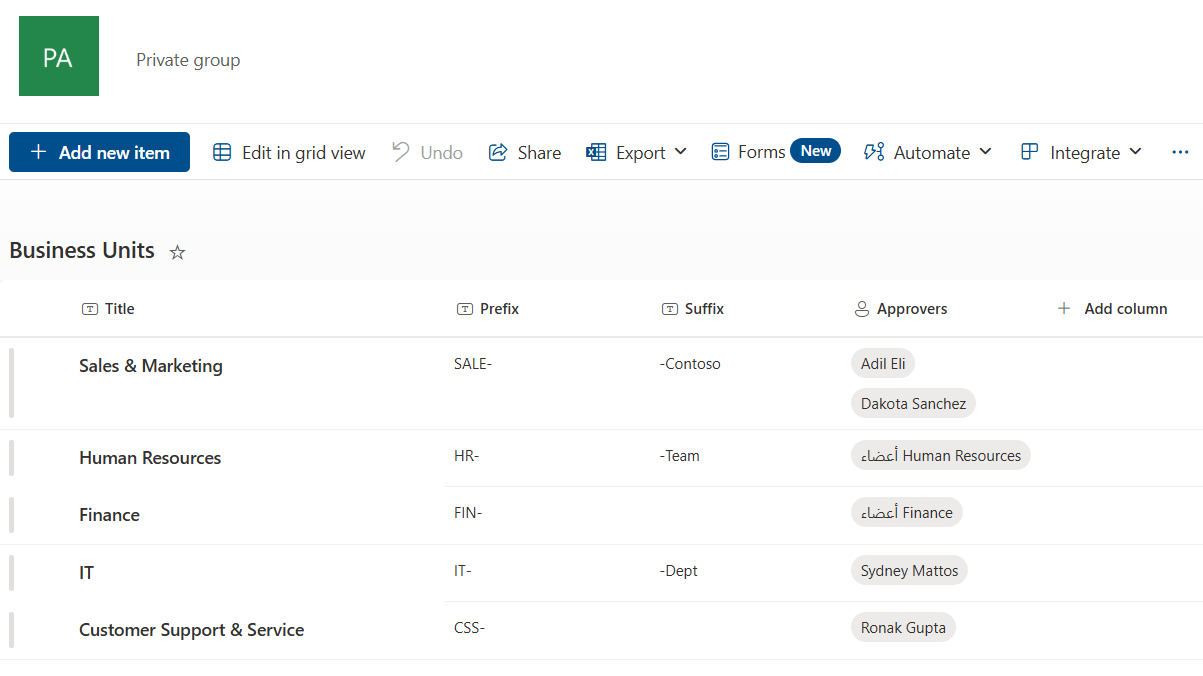 PA
Private group
Add new item Edit in grid view Undo Share Export Forms New Automate Integrate ...
Business Units
Title Prefix Suffix Approvers Add column
Sales & Marketing SALE- -Contoso Adil Eli
Dakota Sanchez
Human Resources HR- -Team أعضاء Human Resources
Finance FIN- أعضاء Finance
IT IT- -Dept Sydney Mattos
Customer Support & Service CSS- Ronak Gupta